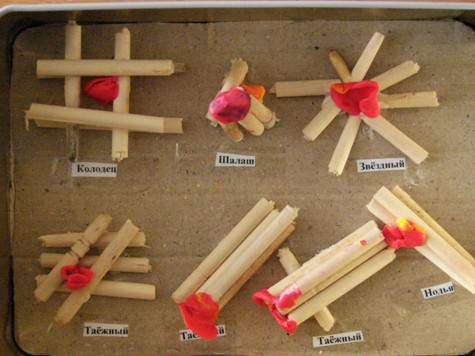 Колодец
Шалаш
Звёздный
Таёжный
Таёжный
Нодья